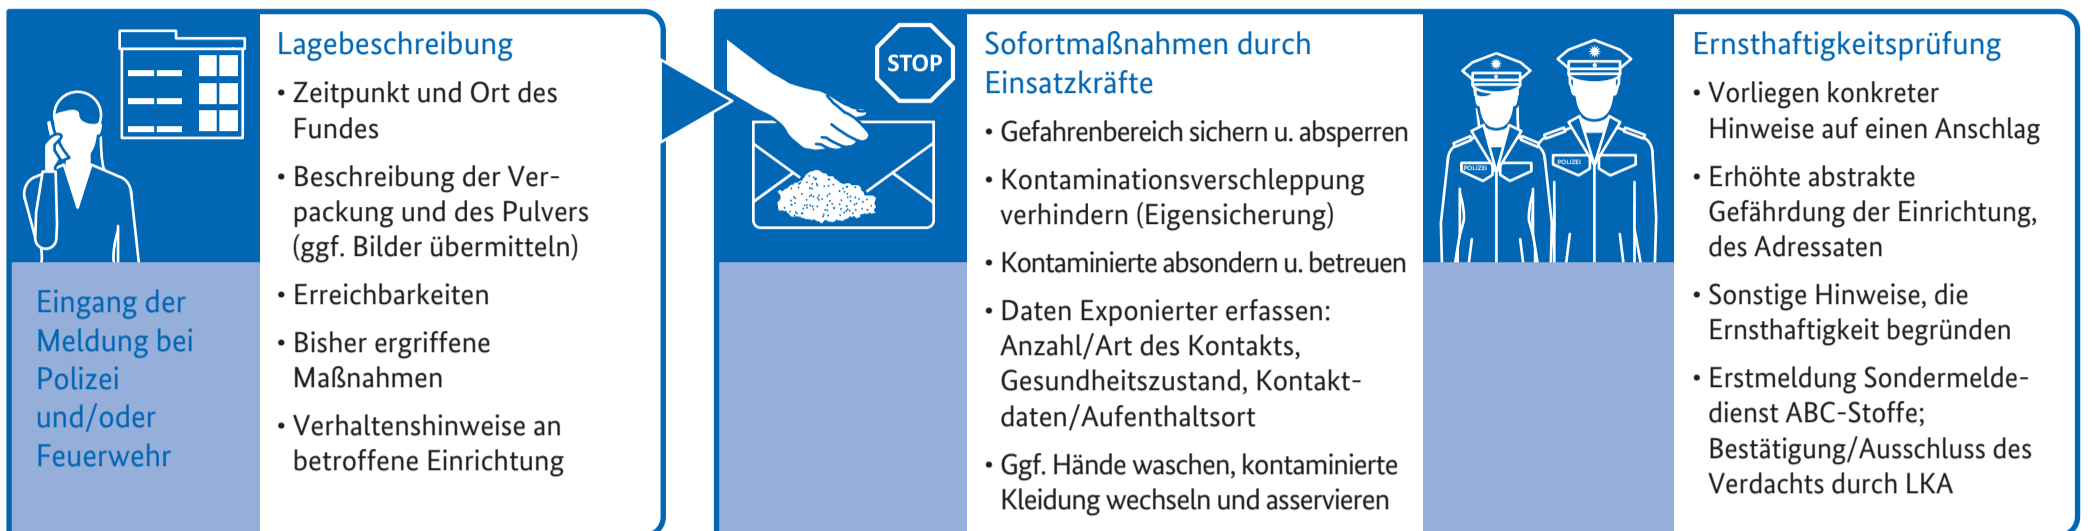 Eingang der
Meldung bei
Polizei
und/oder
Feuerwehr
Lagebeschreibung
• Zeitpunkt und Ort des
Fundes
• Beschreibung der Ver-
packung und des Pulvers
(ggf. Bilder übermitteln)
• Erreichbarkeiten
• Bisher ergriffene
Maßnahmen
• Verhaltenshinweise an
betroffene Einrichtung
STOP
Sofortmaßnahmen durch
Einsatzkräfte
• Gefahrenbereich sichern u. absperren
• Kontaminationsverschleppung
verhindern (Eigensicherung)
• Kontaminierte absondern u. betreuen
• Daten Exponierter erfassen:
Anzahl/Art des Kontakts,
Gesundheitszustand, Kontakt-
daten/Aufenthaltsort
• Ggf. Hände waschen, kontaminierte
Kleidung wechseln und asservieren
POLIZEI
POLIZEI
Ernsthaftigkeitsprüfung
• Vorliegen konkreter
Hinweise auf einen Anschlag
• Erhöhte abstrakte
Gefährdung der Einrichtung,
des Adressaten
• Sonstige Hinweise, die
Ernsthaftigkeit begründen
• Erstmeldung Sondermelde-
dienst ABC-Stoffe;
Bestätigung/Ausschluss des
Verdachts durch LKA